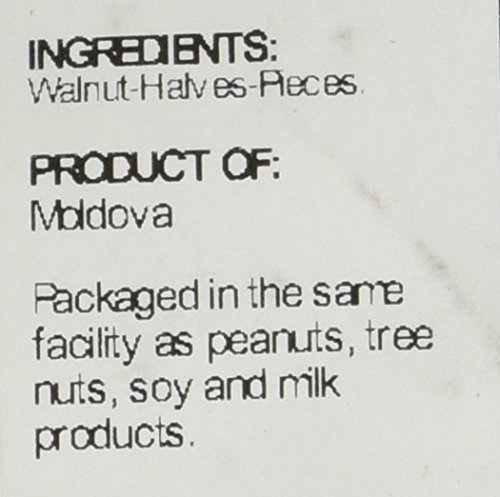 INGREDIENTS:
Walnut-Halves-Pieces.
PRODUCT OF:
Moldova
Packaged in the same
facility as peanuts, tree
nuts, soy and milk
products.